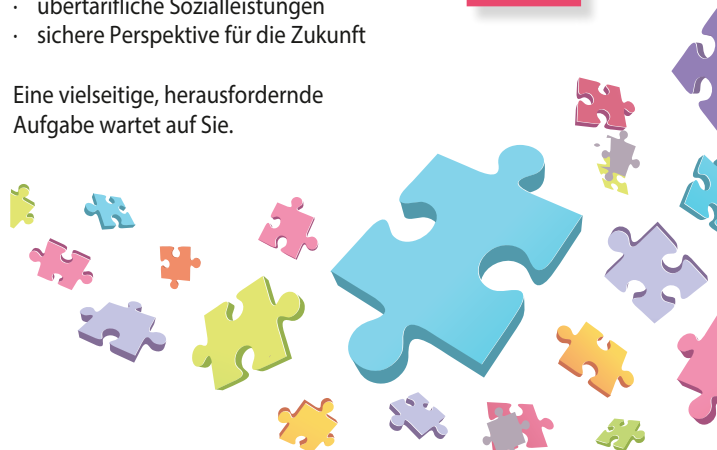 · übertarifliche Sozialleistungen
· sichere Perspektive für die Zukunft
Eine vielseitige, herausfordernde
Aufgabe wartet auf Sie.